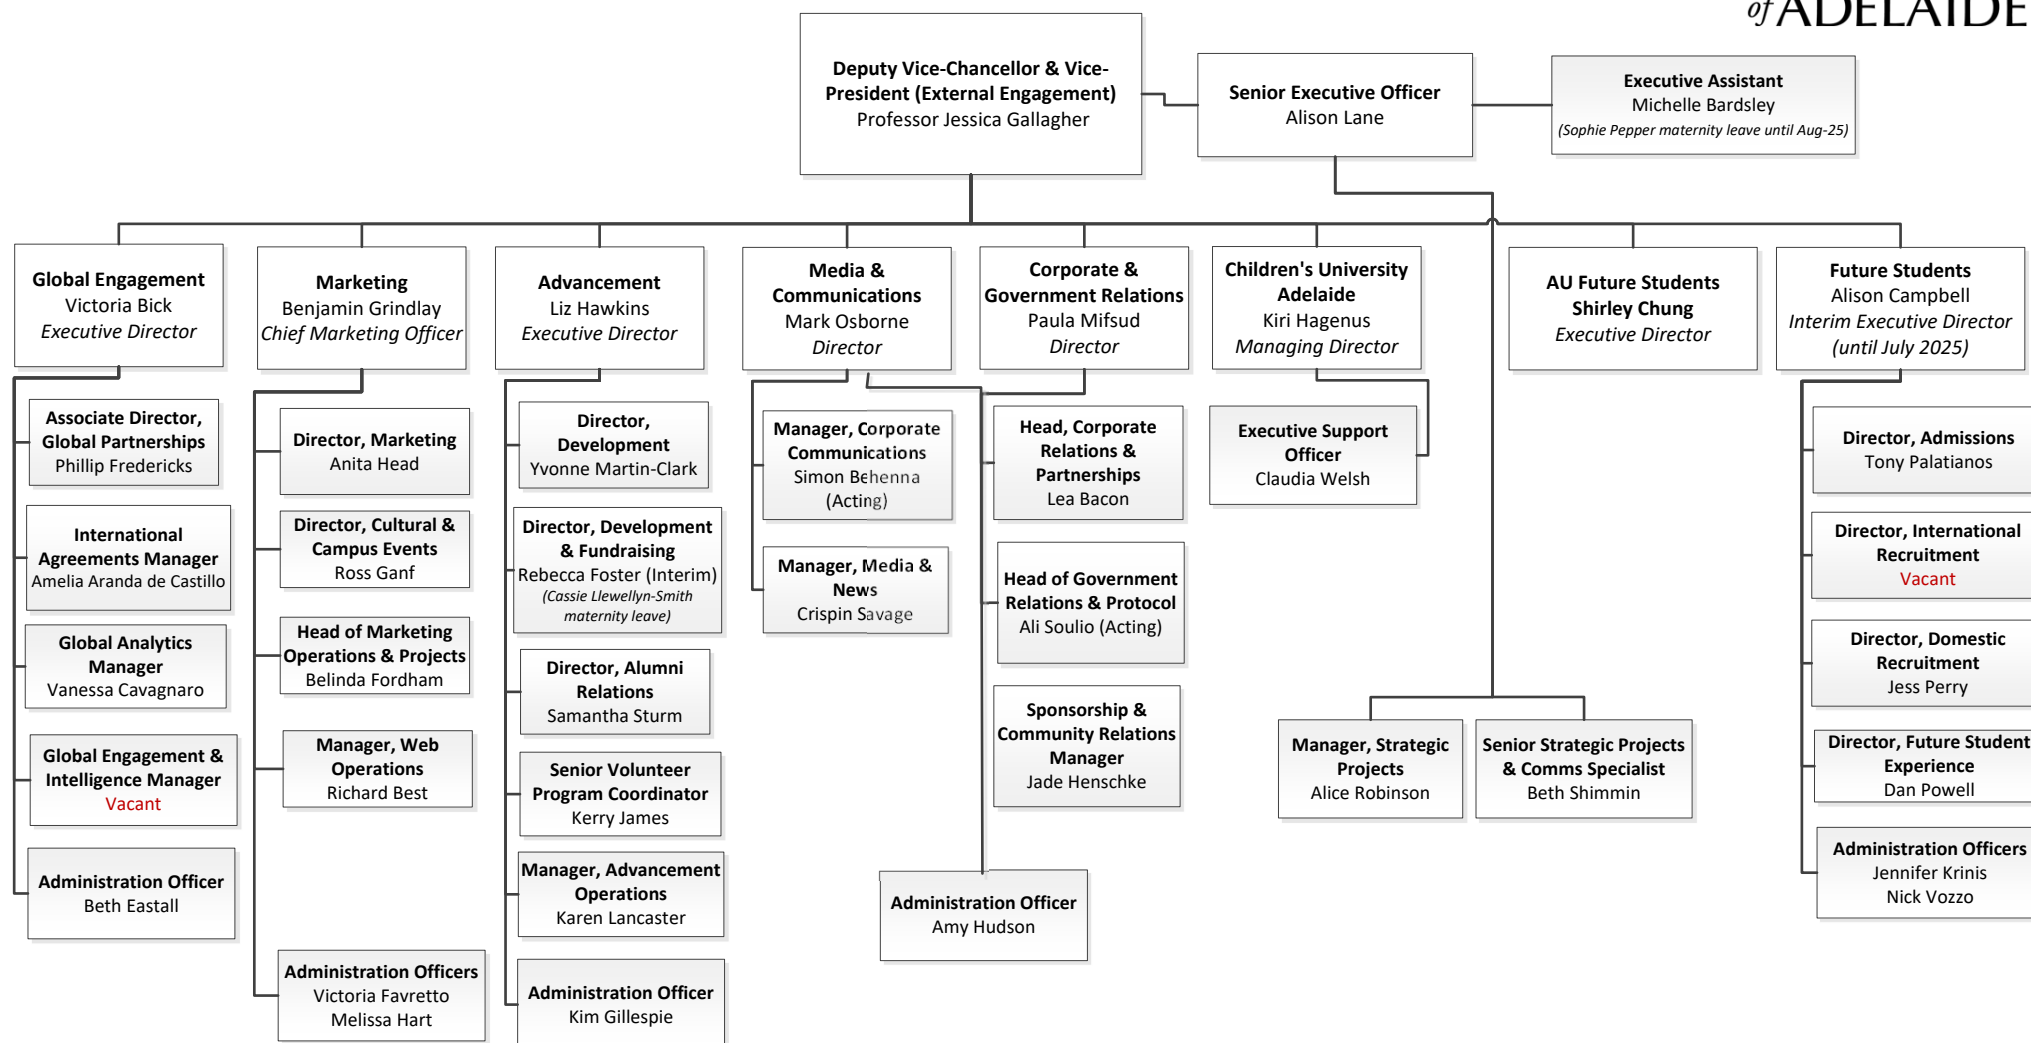 of ADELAIDE
Deputy Vice-Chancellor & Vice-
President (External Engagement)
Professor Jessica Gallagher
Senior Executive Officer
Alison Lane
Executive Assistant
Michelle Bardsley
(Sophie Pepper maternity leave until Aug-25)
Global Engagement
Victoria Bick
Executive Director
Marketing
Benjamin Grindlay
Chief Marketing Officer
Advancement
Liz Hawkins
Executive Director
Media &
Communications
Mark Osborne
Director
Corporate &
Government Relations
Paula Mifsud
Director
Children's University
Adelaide
Kiri Hagenus
Managing Director
AU Future Students
Shirley Chung
Executive Director
Future Students
Alison Campbell
Interim Executive Director
(until July 2025)
Associate Director,
Global Partnerships
Phillip Fredericks
International
Agreements Manager
Amelia Aranda de Castillo
Global Analytics
Manager
Vanessa Cavagnaro
Global Engagement &
Intelligence Manager
Vacant
Administration Officer
Beth Eastall
Director, Marketing
Anita Head
Director, Cultural &
Campus Events
Ross Ganf
Head of Marketing
Operations & Projects
Belinda Fordham
Manager, Web
Operations
Richard Best
Administration Officers
Victoria Favretto
Melissa Hart
Director,
Development
Yvonne Martin-Clark
Director, Development
& Fundraising
Rebecca Foster (Interim)
(Cassie Llewellyn-Smith
maternity leave)
Director, Alumni
Relations
Samantha Sturm
Senior Volunteer
Program Coordinator
Kerry James
Manager, Advancement
Operations
Karen Lancaster
Administration Officer
Kim Gillespie
Manager, Corporate
Communications
Simon Behenna
(Acting)
Manager, Media &
News
Crispin Savage
Head, Corporate
Relations &
Partnerships
Lea Bacon
Head of Government
Relations & Protocol
Ali Soulio (Acting)
Sponsorship &
Community Relations
Manager
Jade Henschke
Administration Officer
Amy Hudson
Executive Support
Officer
Claudia Welsh
Manager, Strategic
Projects
Alice Robinson
Senior Strategic Projects
& Comms Specialist
Beth Shimmin
Director, Admissions
Tony Palatianos
Director, International
Recruitment
Vacant
Director, Domestic
Recruitment
Jess Perry
Director, Future Student
Experience
Dan Powell
Administration Officers
Jennifer Krinis
Nick Vozzo